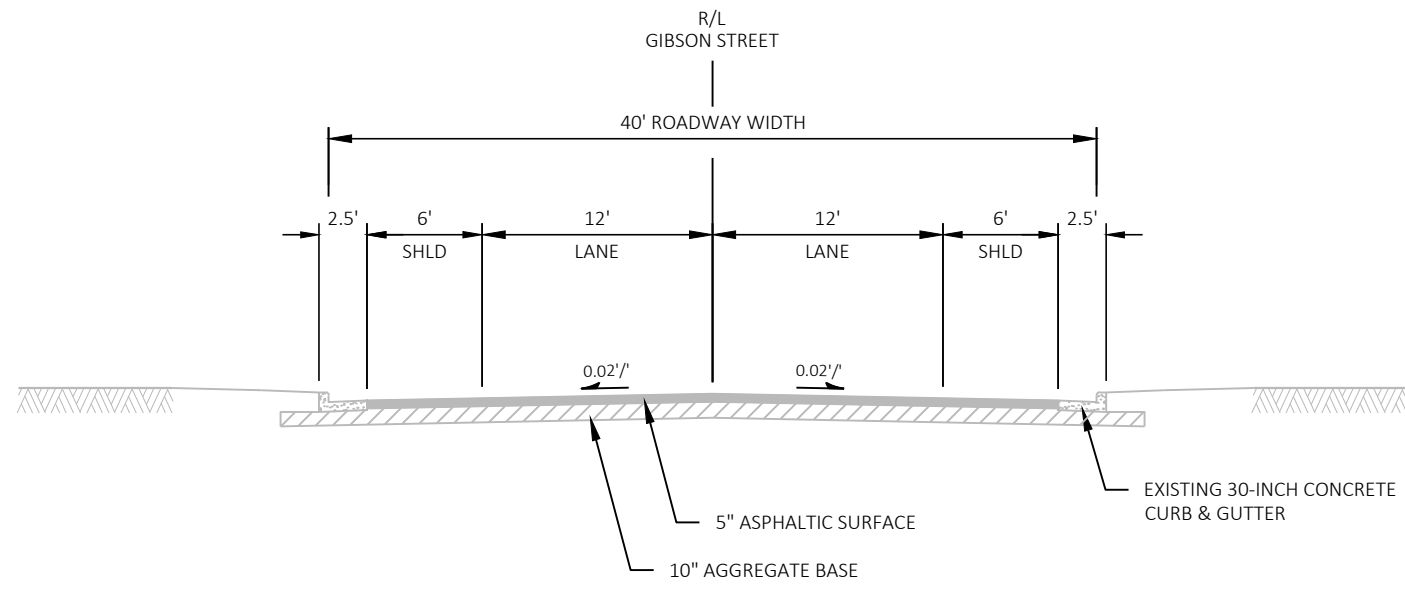 R/L
GIBSON STREET
40' ROADWAY WIDTH
2.5' 6' 12' 12' 6' 2.5'
SHLD LANE LANE SHLD
0.02'/' 0.02'/'
EXISTING 30-INCH CONCRETE
CURB & GUTTER
5" ASPHALTIC SURFACE
10" AGGREGATE BASE